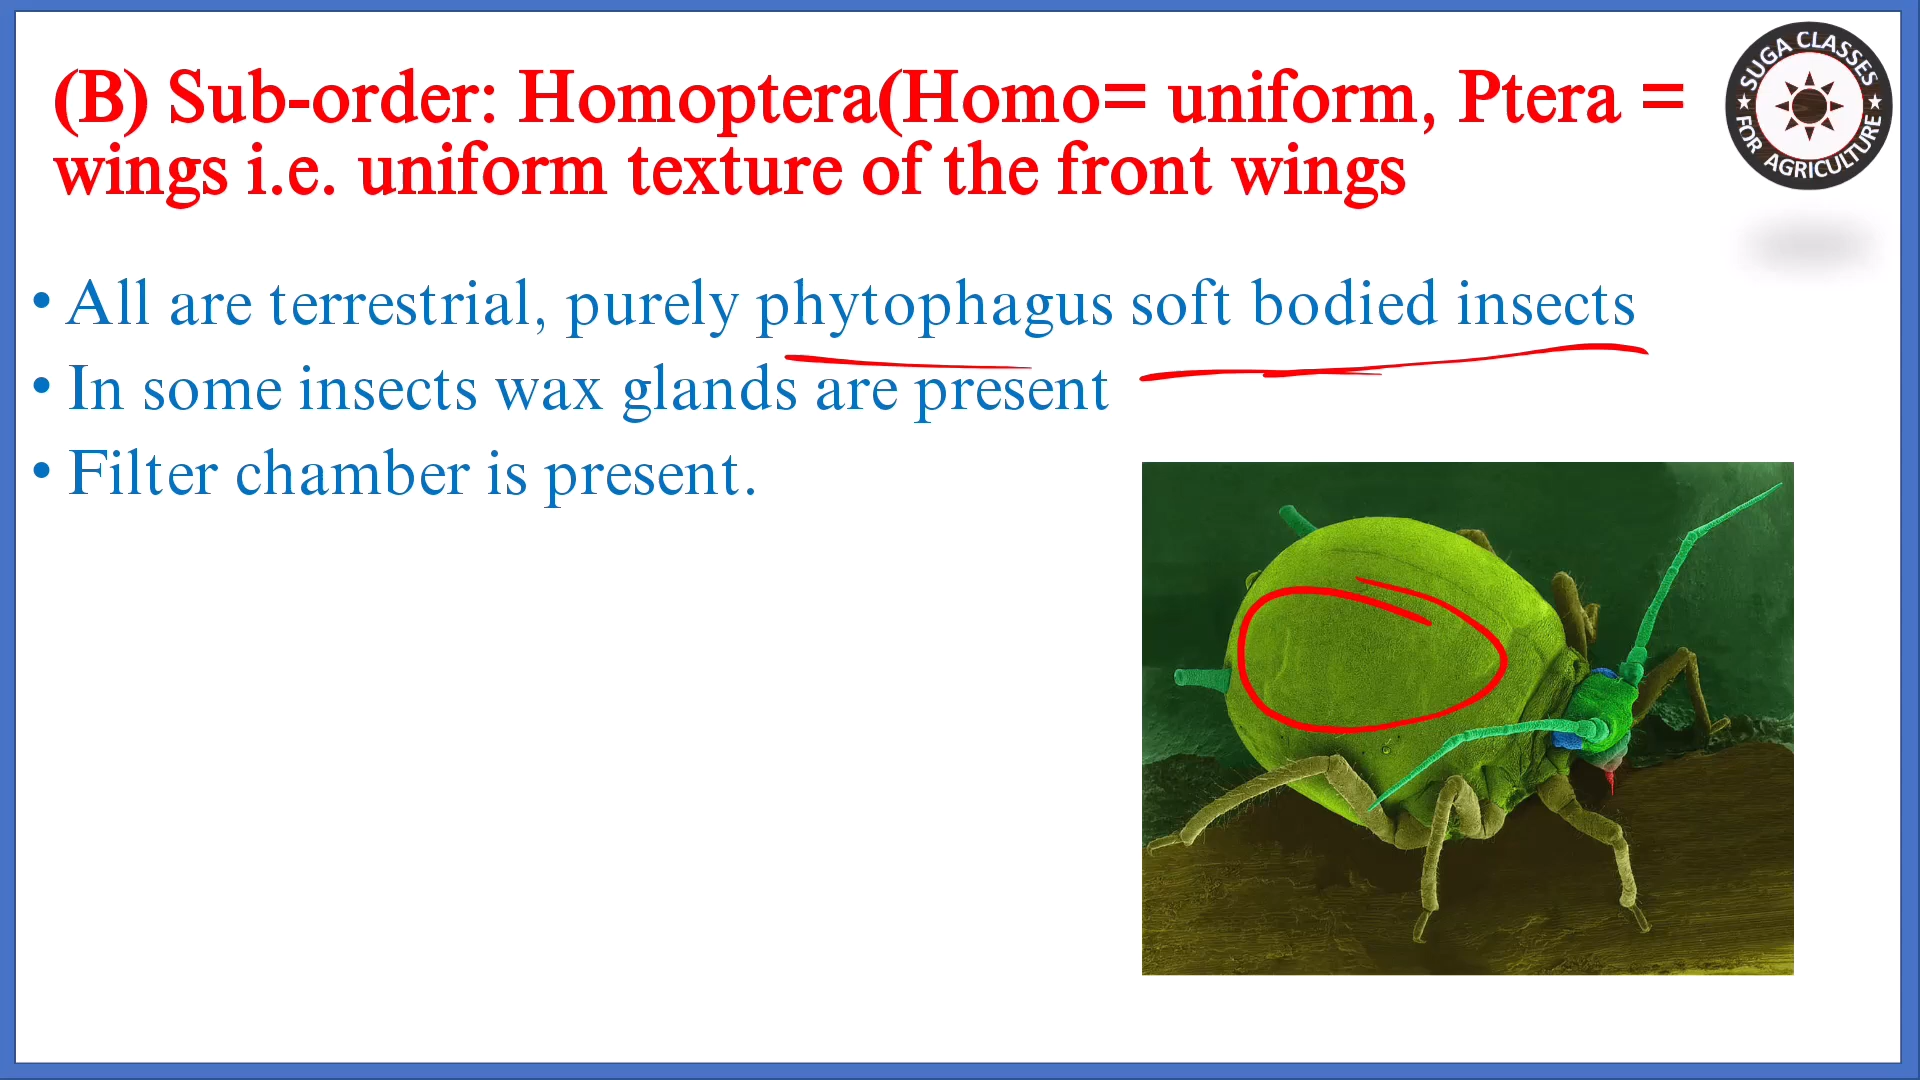 (B) Sub-order: Homoptera(Homo= uniform, Ptera =
wings i.e. uniform texture of the front wings
SUGA CLASSES
FOR AGRICULTURE
• All are terrestrial, purely phytophagus soft bodied insects
• In some insects wax glands are present
• Filter chamber is present.